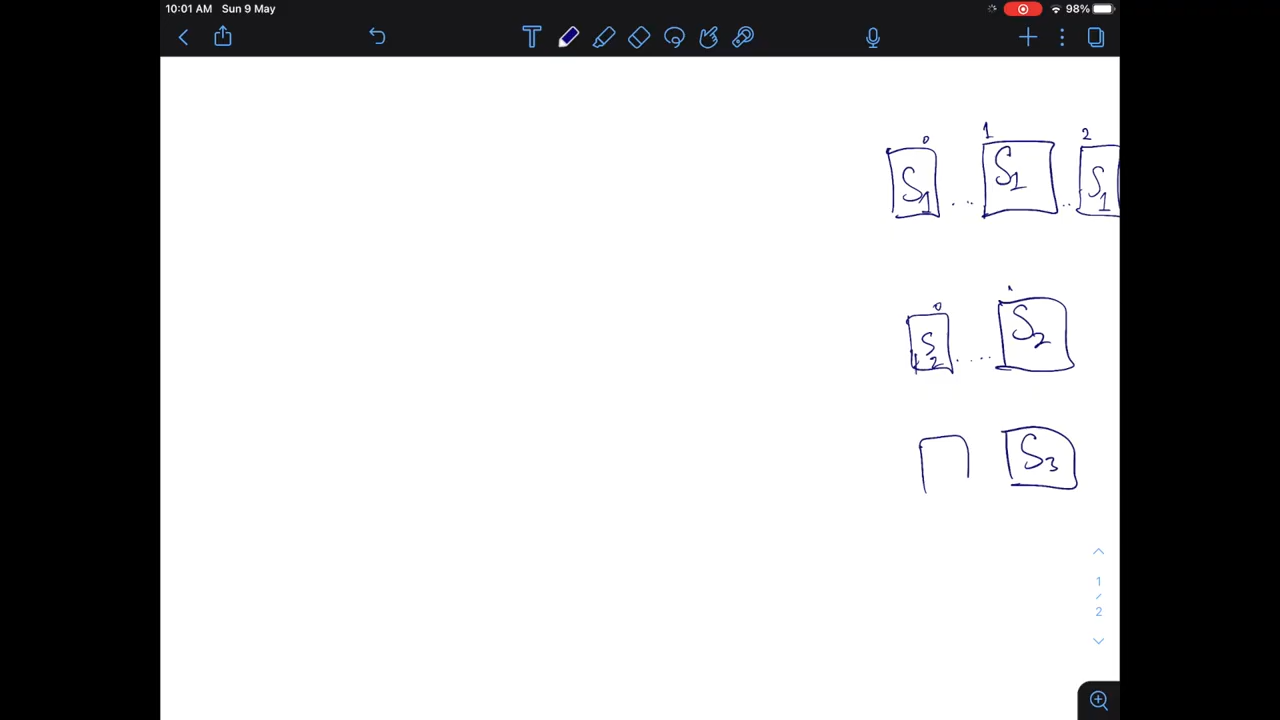 10:01 AM Sun 9 May 98%
T
0 1 2
S1 .. S1 .. S1
0
S2 .... S2
S3
1
/
2